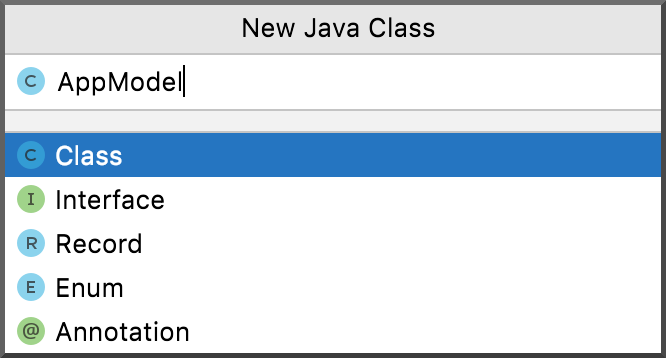 New Java Class
C AppModel
C Class
I Interface
R Record
E Enum
@ Annotation